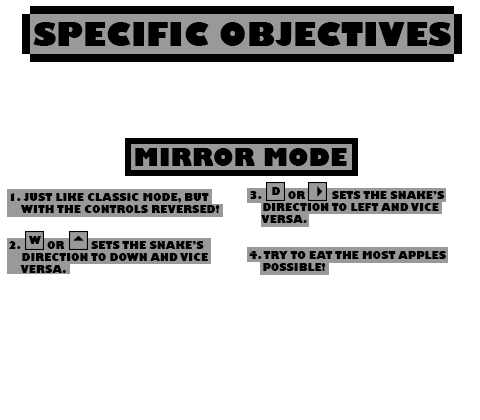 SPECIFIC OBJECTIVES
MIRROR MODE
1. JUST LIKE CLASSIC MODE, BUT
WITH THE CONTROLS REVERSED!
2. W OR SETS THE SNAKE'S
DIRECTION TO DOWN AND VICE
VERSA.
3. D OR SETS THE SNAKE'S
DIRECTION TO LEFT AND VICE
VERSA.
4. TRY TO EAT THE MOST APPLES
POSSIBLE!